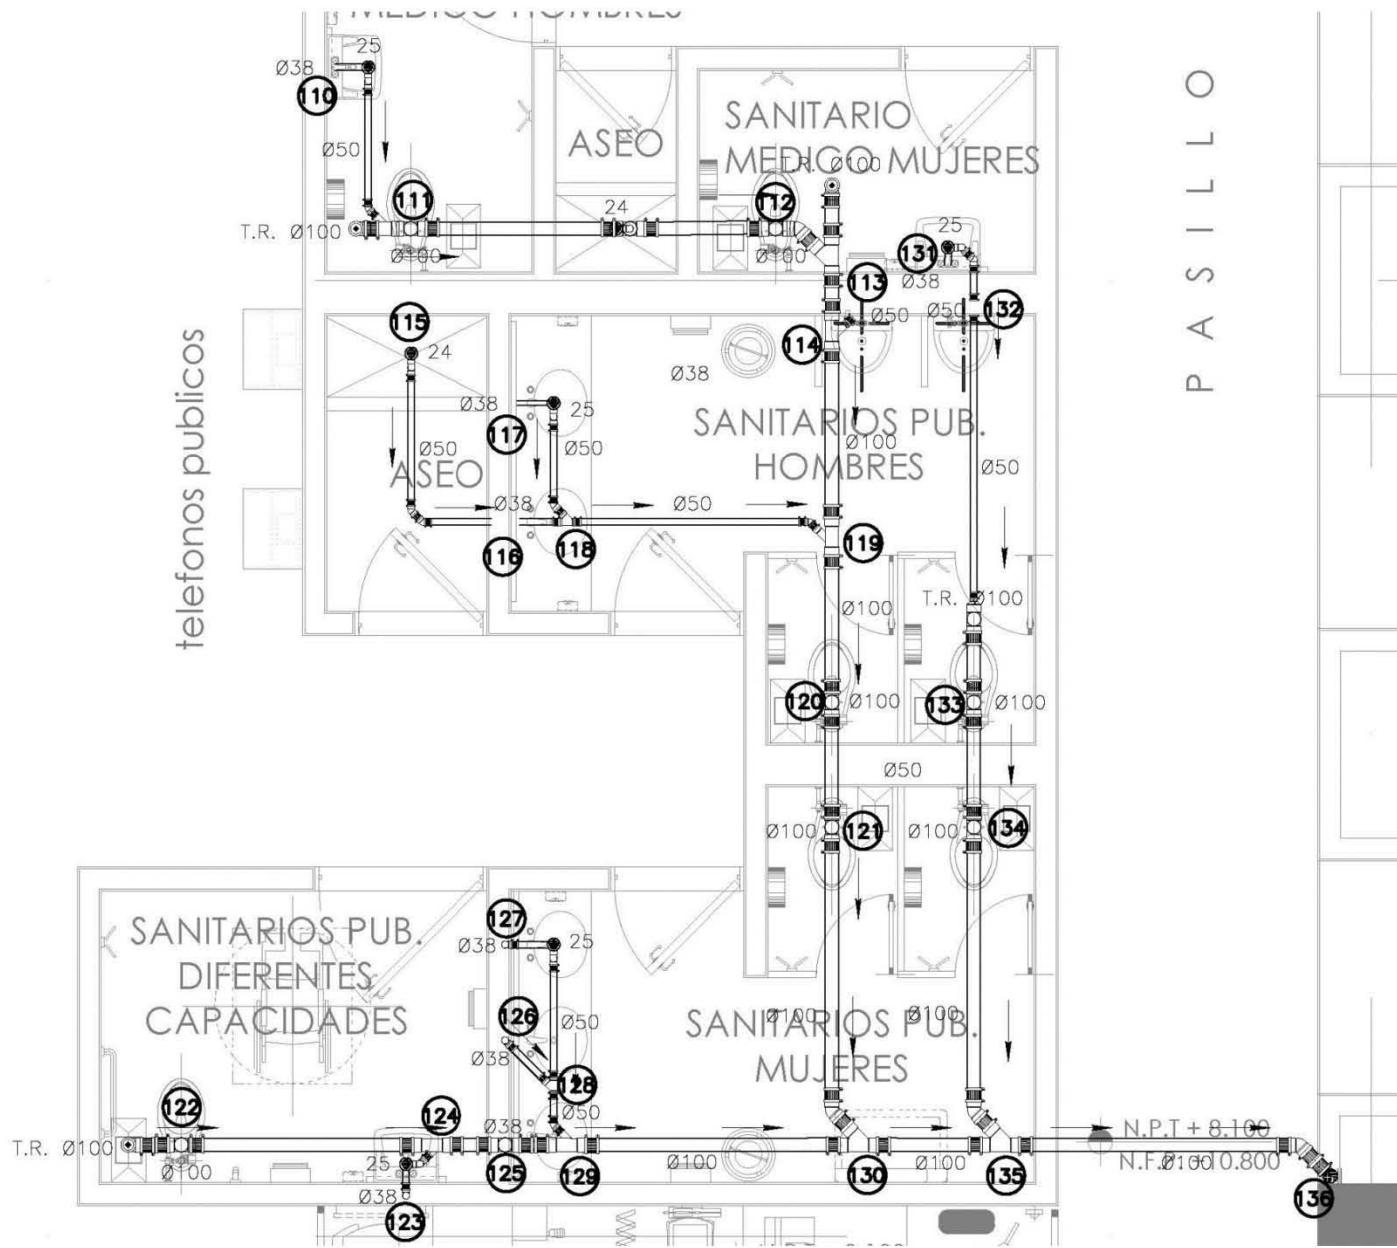 MEDICO HOMBRES
25
Ø38
110
Ø50
111
T.R. Ø100
Ø100
ASEO
24
SANITARIO
MEDICO MUJERES
T.R. Ø100
112
Ø100
25
131
Ø38
113
Ø50
Ø50
132
114
PASILLO
telefonos publicos
115
24
Ø38
117
25
Ø50
Ø50
ASEO
Ø38
116
118
Ø50
Ø38
SANITARIOS PUB.
HOMBRES
Ø100
Ø50
119
Ø100
T.R. Ø100
120
Ø100
133
Ø100
Ø50
Ø100
121
Ø100
134
SANITARIOS PUB.
DIFERENTES
CAPACIDADES
127
Ø38
25
126
Ø38
Ø50
128
Ø50
Ø100
Ø100
SANITARIOS PUB.
MUJERES
122
T.R. Ø100
Ø100
124
25
Ø38
123
Ø38
125
129
Ø100
130
Ø100
135
N.P.T + 8.100
N.F.P. +10.800
Ø100
136